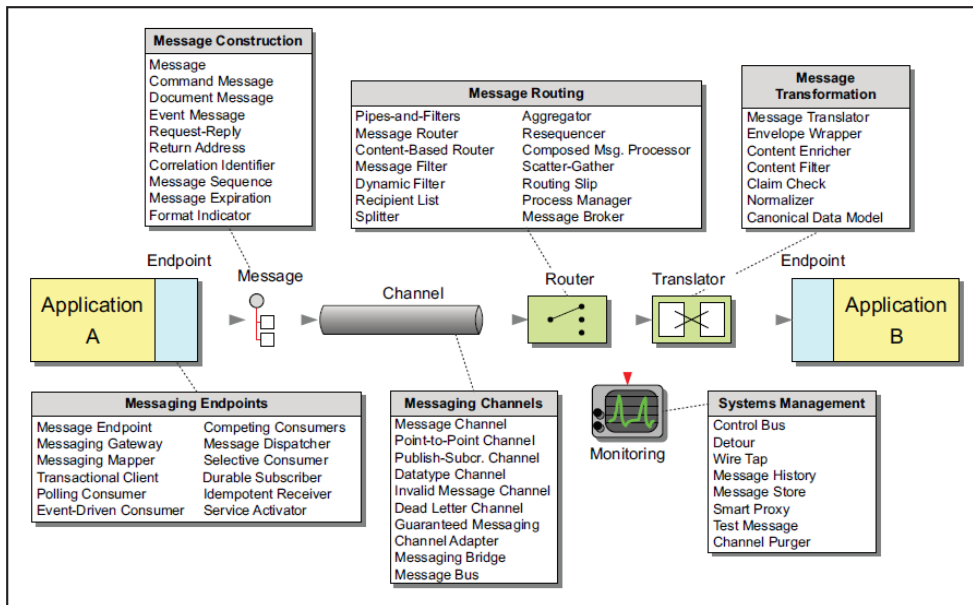 Message Construction
Message
Command Message
Document Message
Event Message
Request-Reply
Return Address
Correlation Identifier
Message Sequence
Message Expiration
Format Indicator
Message Routing
Pipes-and-Filters
Message Router
Content-Based Router
Message Filter
Dynamic Filter
Recipient List
Splitter
Aggregator
Resequencer
Composed Msg. Processor
Scatter-Gather
Routing Slip
Process Manager
Message Broker
Message
Transformation
Message Translator
Envelope Wrapper
Content Enricher
Content Filter
Claim Check
Normalizer
Canonical Data Model
Endpoint
Message
Channel
Router
Translator
Endpoint
Application
A
Application
B
Messaging Endpoints
Message Endpoint
Messaging Gateway
Messaging Mapper
Transactional Client
Polling Consumer
Event-Driven Consumer
Competing Consumers
Message Dispatcher
Selective Consumer
Durable Subscriber
Idempotent Receiver
Service Activator
Messaging Channels
Message Channel
Point-to-Point Channel
Publish-Subcr. Channel
Datatype Channel
Invalid Message Channel
Dead Letter Channel
Guaranteed Messaging
Channel Adapter
Messaging Bridge
Message Bus
Monitoring
Systems Management
Control Bus
Detour
Wire Tap
Message History
Message Store
Smart Proxy
Test Message
Channel Purger